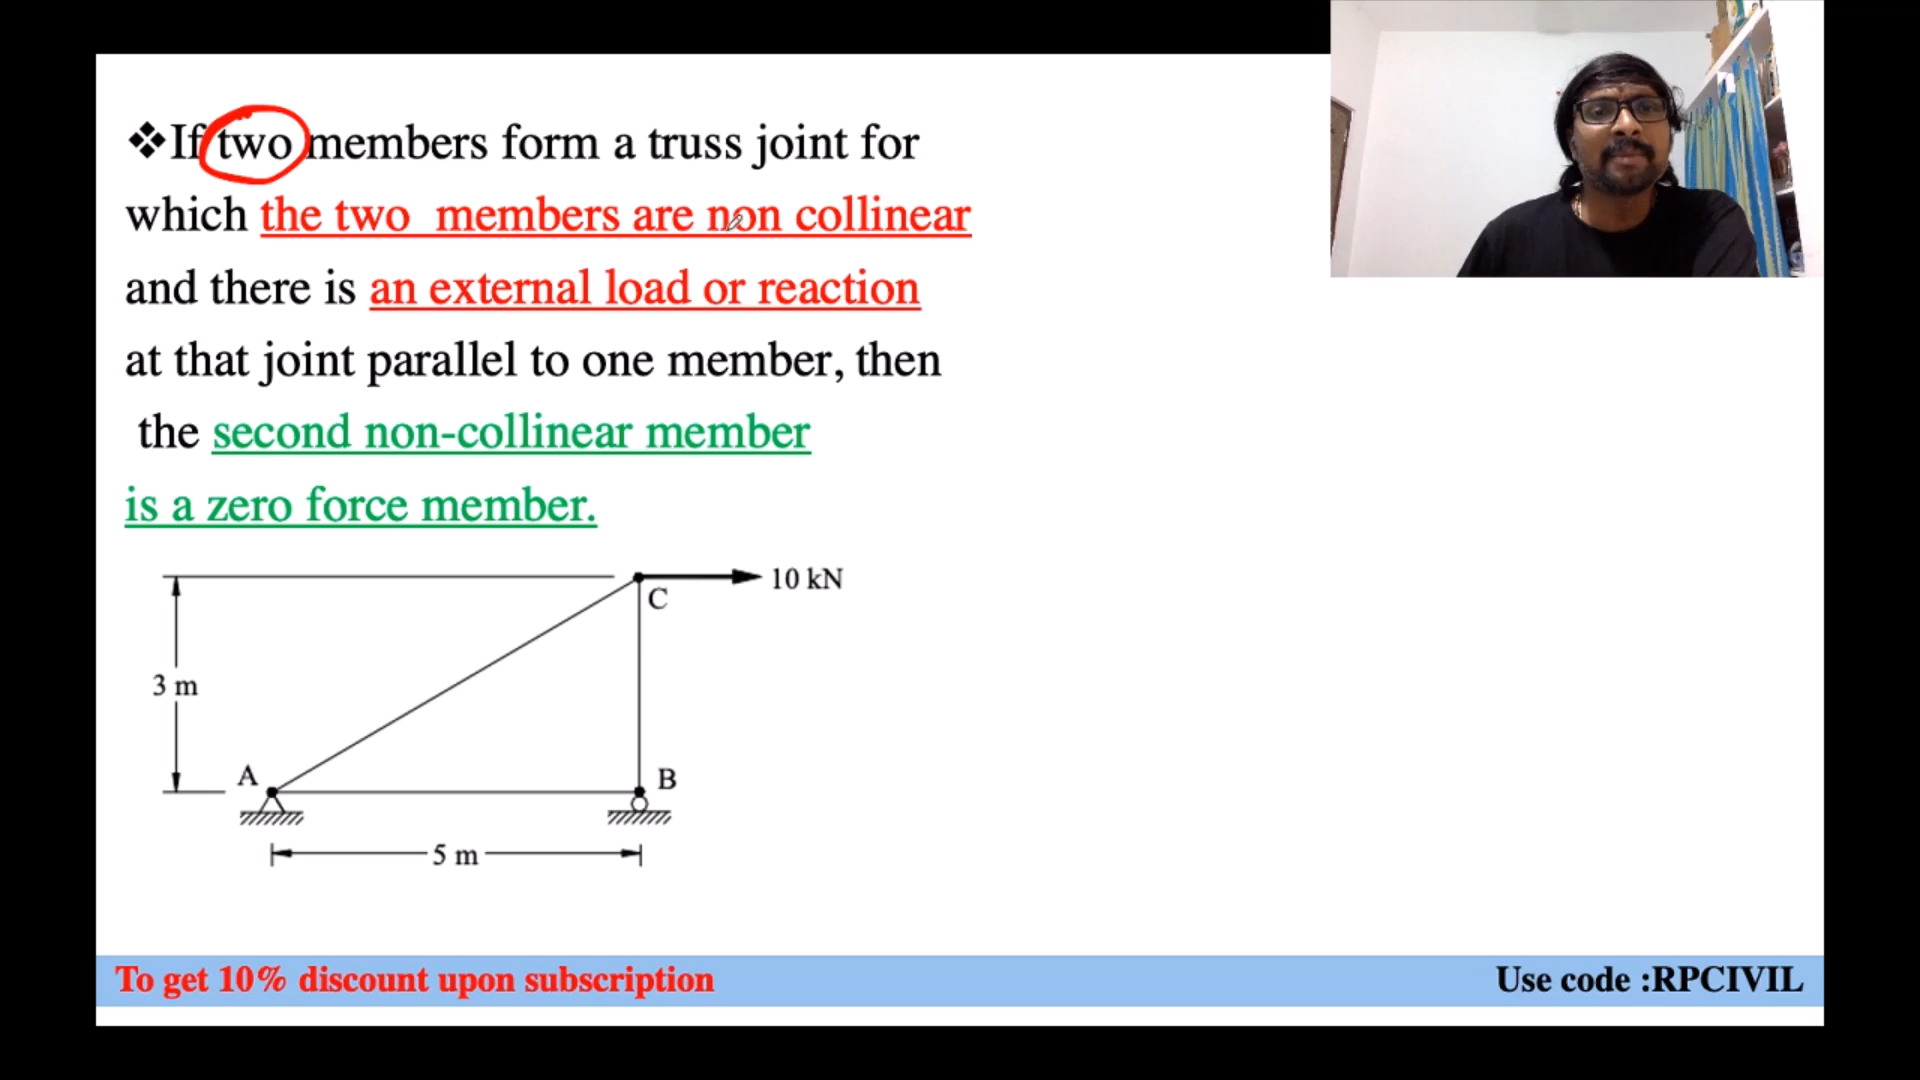 ❖If two members form a truss joint for
which the two members are non collinear
and there is an external load or reaction
at that joint parallel to one member, then
the second non-collinear member
is a zero force member.
10 kN
C
3 m
A
B
5 m
To get 10% discount upon subscription
Use code :RPCIVIL